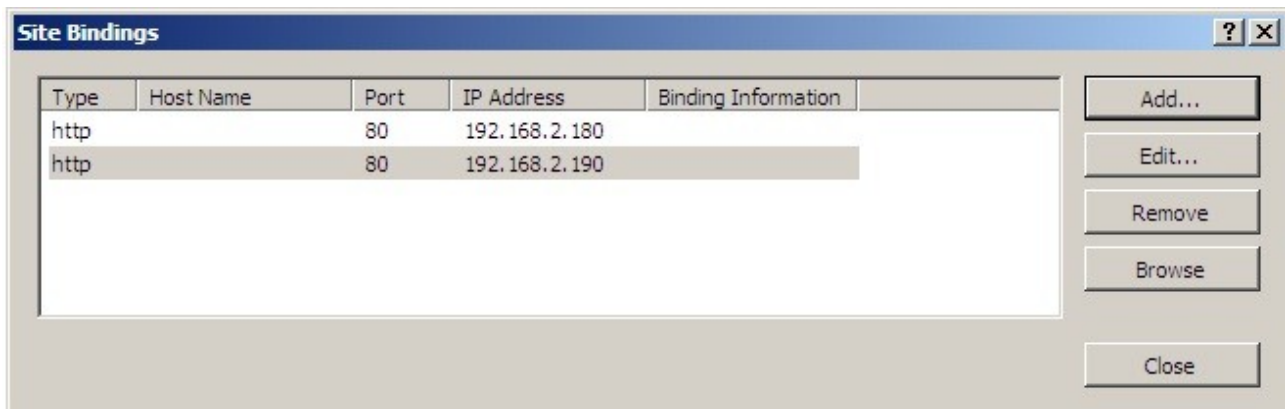 Site Bindings
Type Host Name Port IP Address Binding Information
http 80 192.168.2.180
http 80 192.168.2.190
Add...
Edit...
Remove
Browse
Close